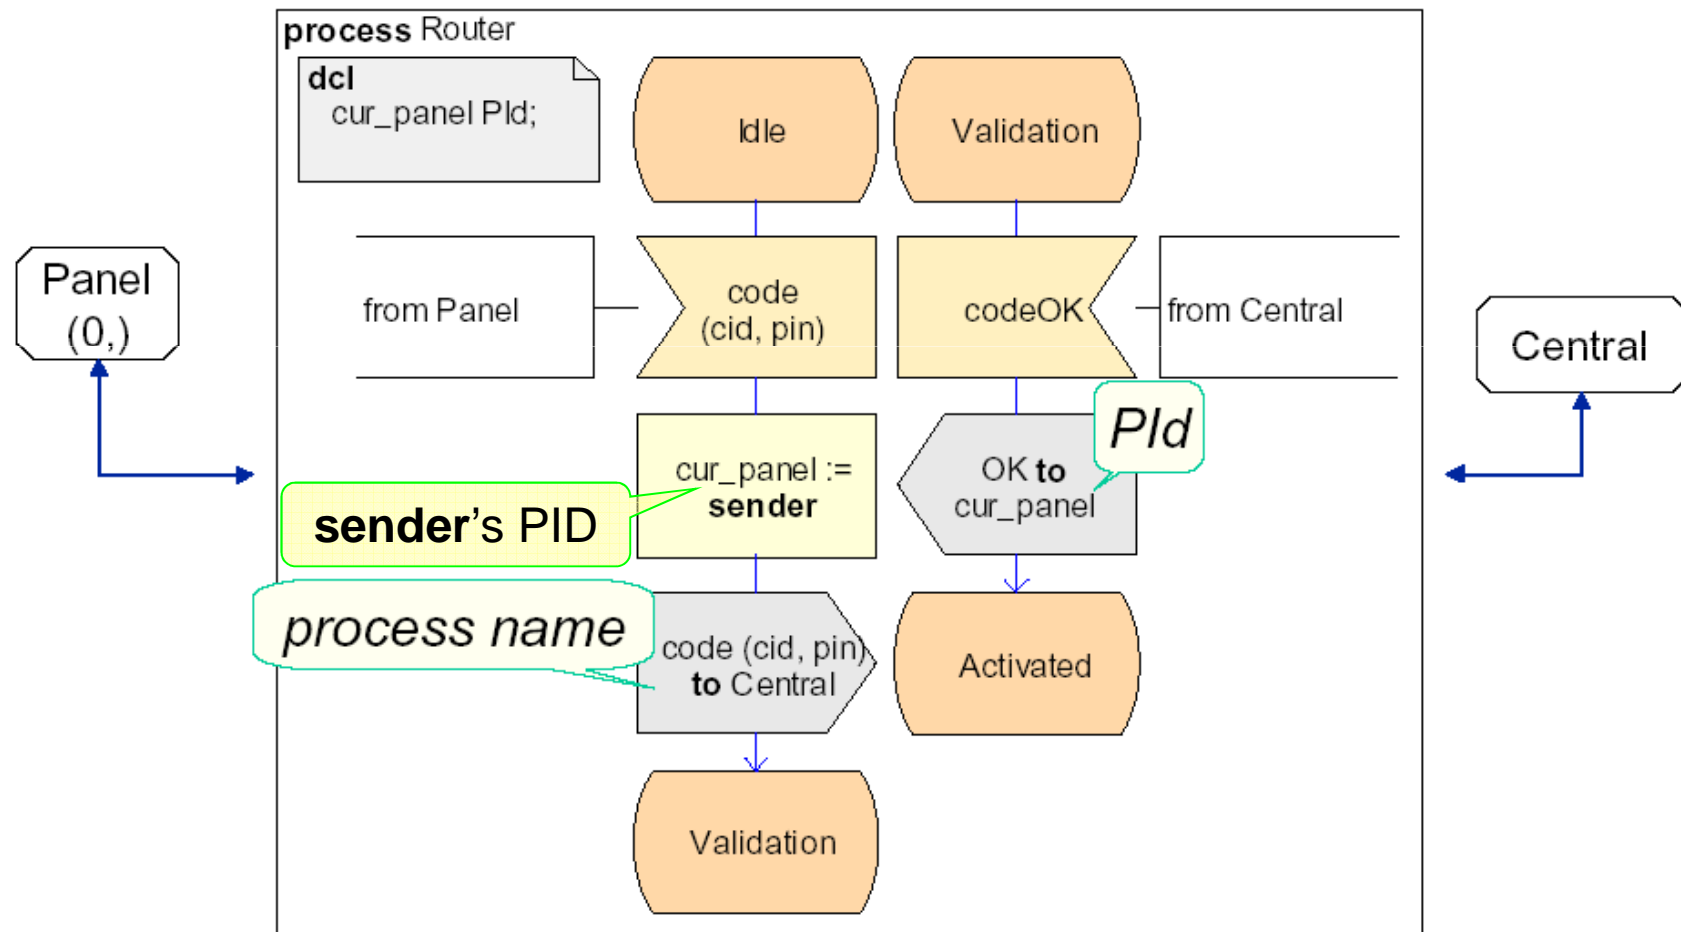 process Router
dcl
cur_panel PId;
Idle
Validation
Panel
(0,)
from Panel
code
(cid, pin)
codeOK
from Central
Central
cur_panel :=
sender
sender's PID
OK to
cur_panel
PId
process name
code (cid, pin)
to Central
Activated
Validation